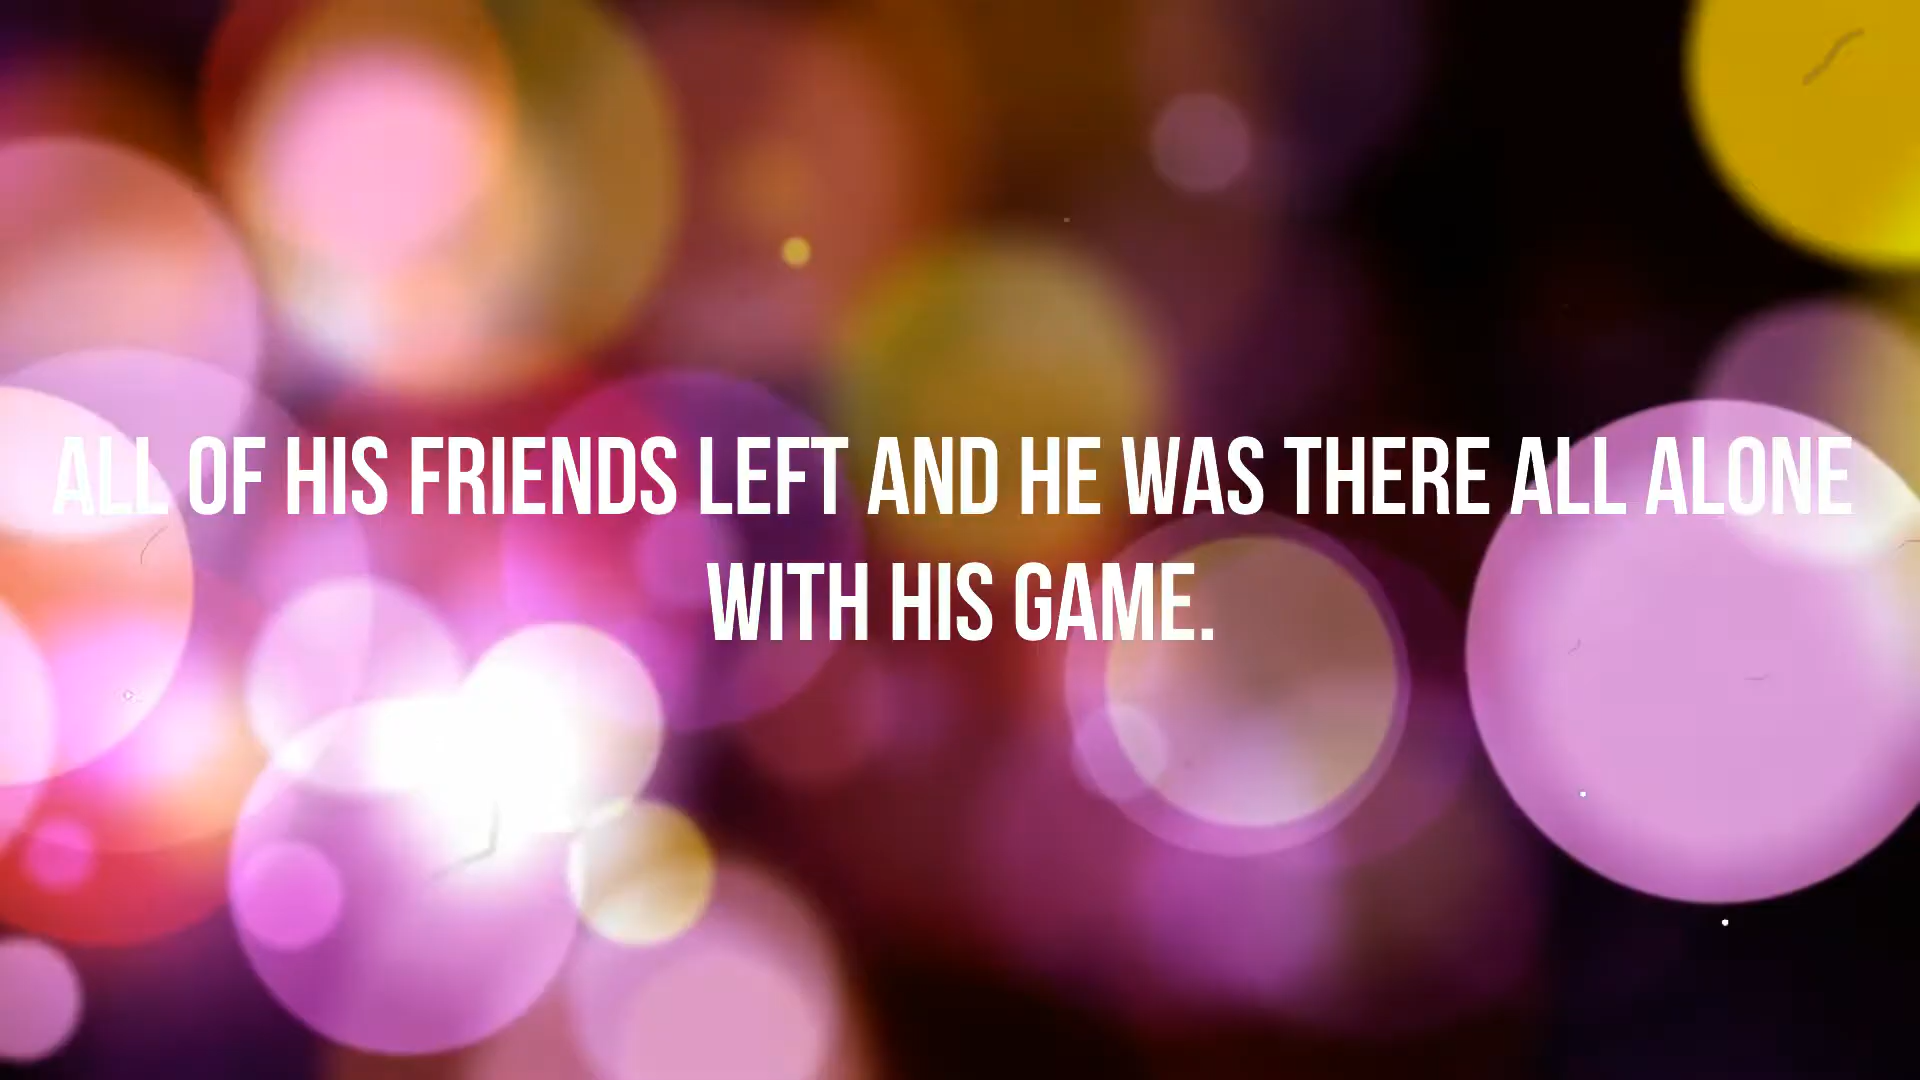 ALL OF HIS FRIENDS LEFT AND HE WAS THERE ALL ALONE
WITH HIS GAME.